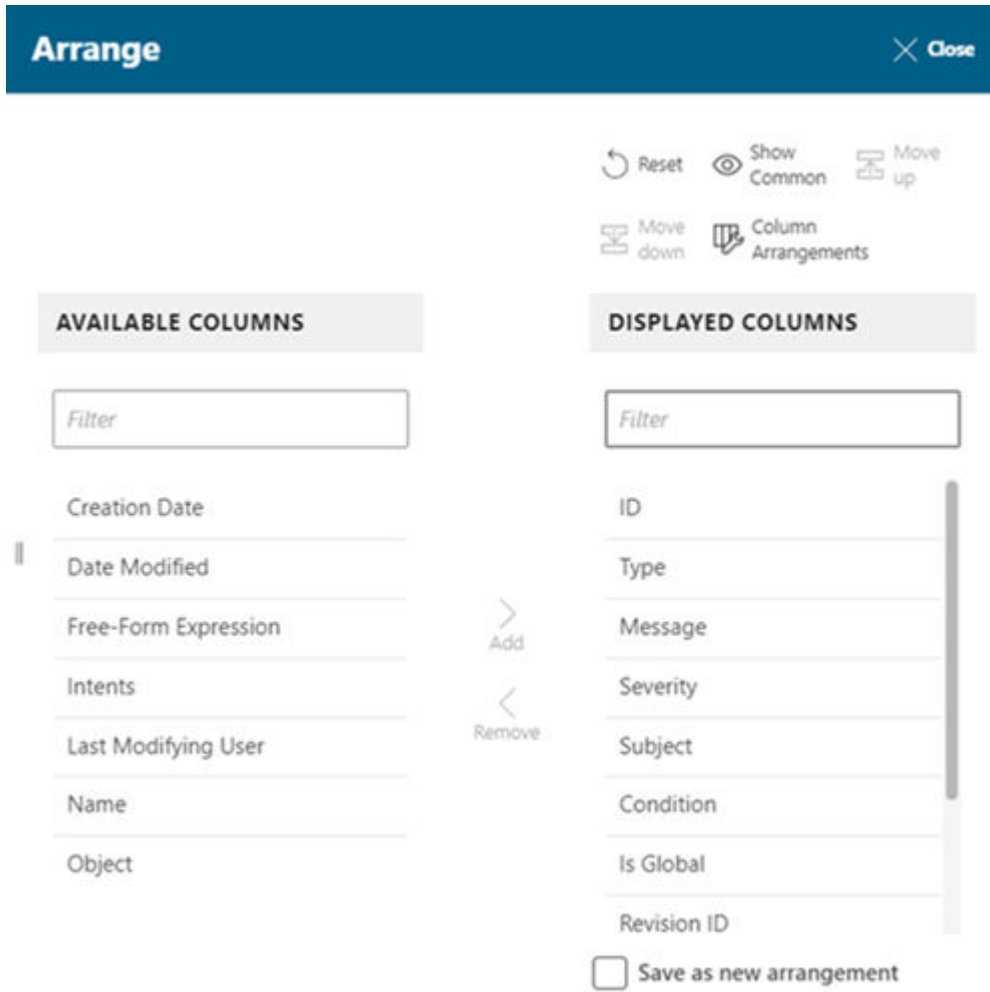 Arrange
Close
Reset
Show
Common
Move
up
Move
down
Column
Arrangements
AVAILABLE COLUMNS
Filter
Creation Date
Date Modified
Free-Form Expression
Intents
Last Modifying User
Name
Object
Add
Remove
DISPLAYED COLUMNS
Filter
ID
Type
Message
Severity
Subject
Condition
Is Global
Revision ID
Save as new arrangement